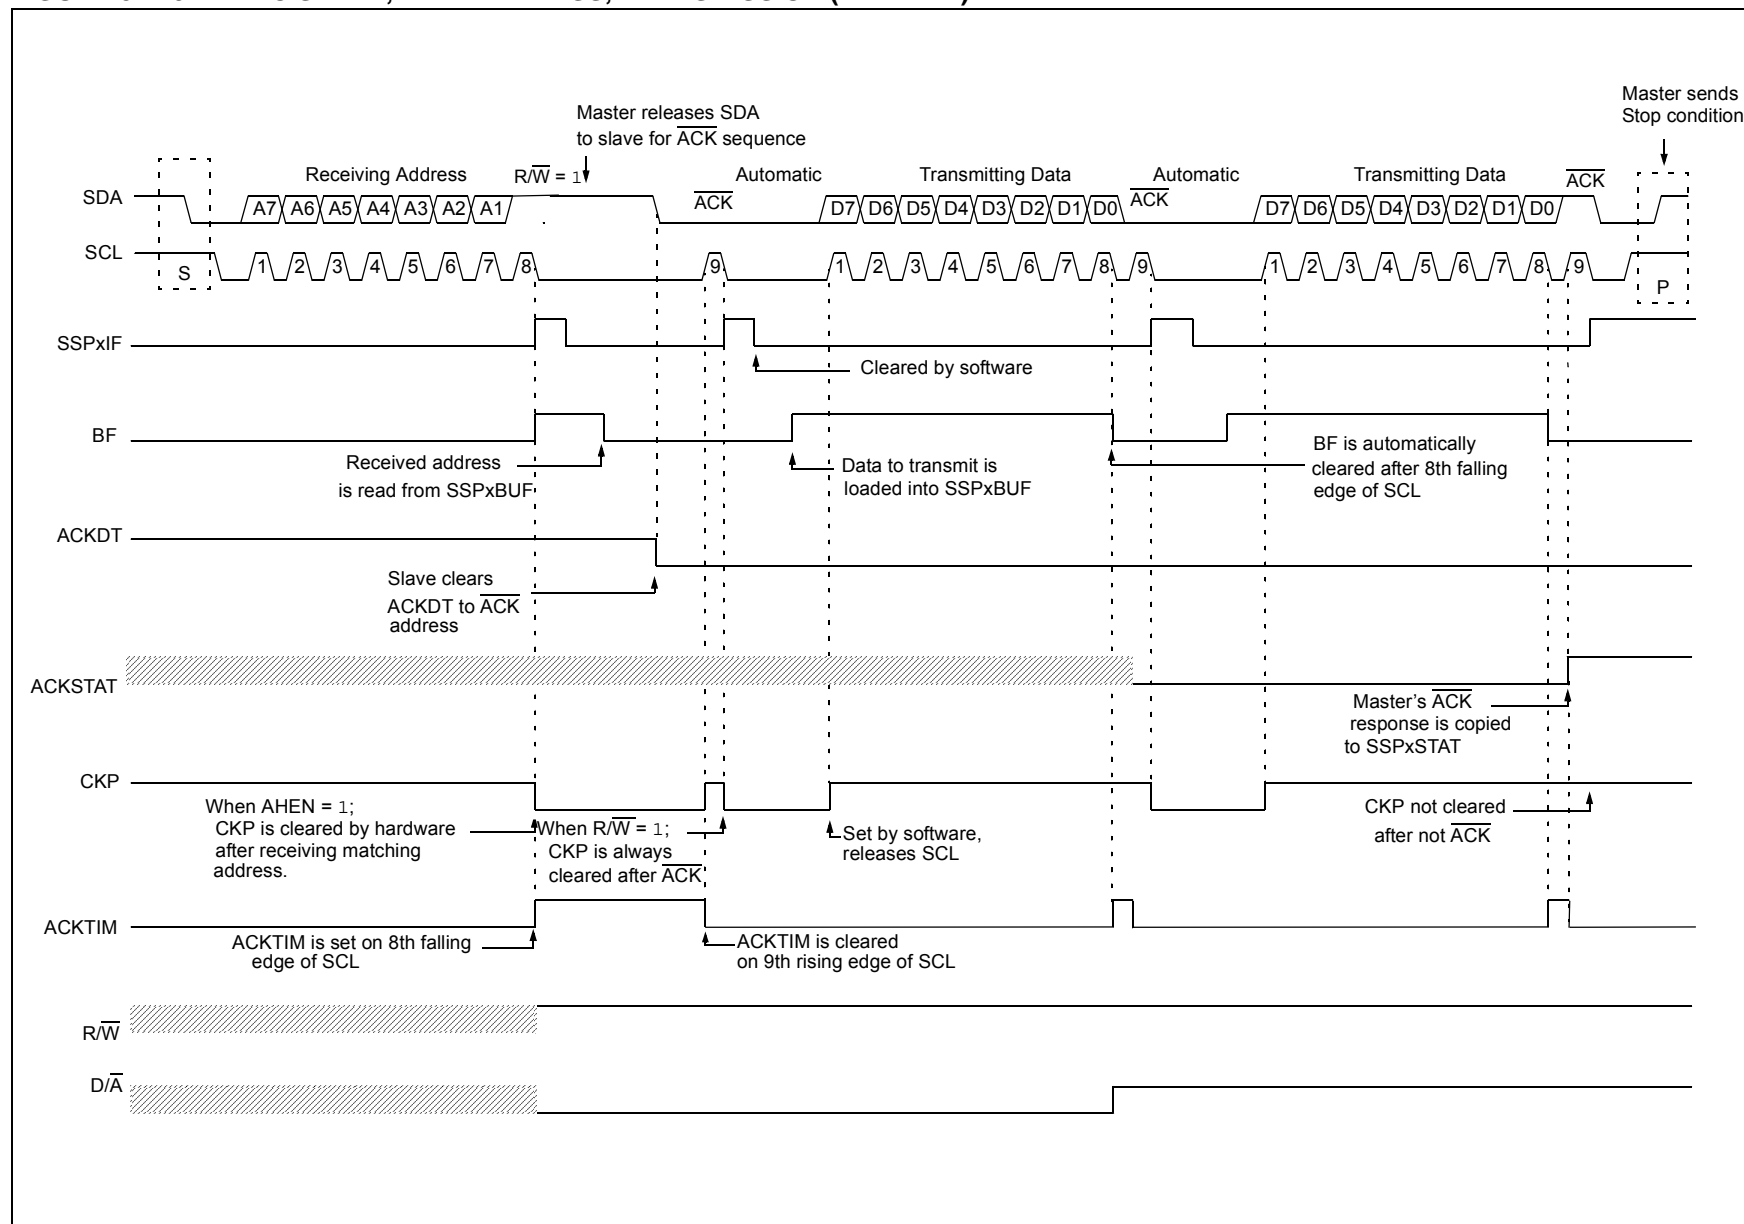 Master sends
Stop condition
Master releases SDA
to slave for ACK sequence
Receiving Address
R/W = 1
Automatic
Transmitting Data
Automatic
Transmitting Data
ACK
SDA
A7 A6 A5 A4 A3 A2 A1
ACK
D7 D6 D5 D4 D3 D2 D1 D0
ACK
D7 D6 D5 D4 D3 D2 D1 D0
SCL
S
1 2 3 4 5 6 7 8
9
1 2 3 4 5 6 7 8 9
1 2 3 4 5 6 7 8 9
P
SSPxIF
Cleared by software
BF
Received address
is read from SSPxBUF
Data to transmit is
loaded into SSPxBUF
BF is automatically
cleared after 8th falling
edge of SCL
ACKDT
Slave clears
ACKDT to ACK
address
ACKSTAT
Master’s ACK
response is copied
to SSPxSTAT
CKP
When AHEN = 1;
CKP is cleared by hardware
after receiving matching
address.
When R/W = 1;
CKP is always
cleared after ACK
Set by software,
releases SCL
CKP not cleared
after not ACK
ACKTIM
ACKTIM is set on 8th falling
edge of SCL
ACKTIM is cleared
on 9th rising edge of SCL
R/W
D/A